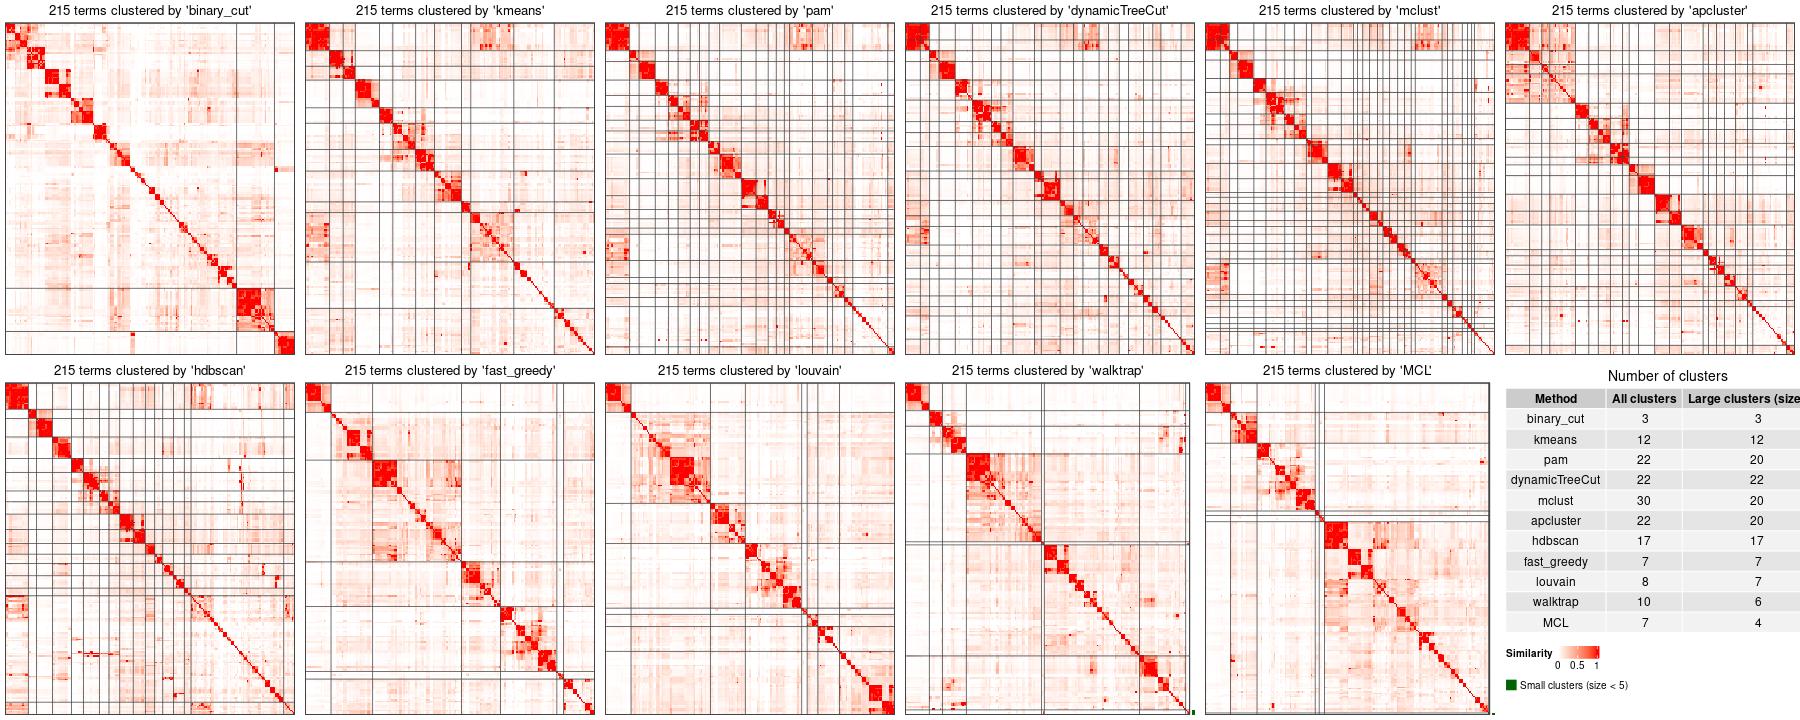 215 terms clustered by 'binary_cut'
215 terms clustered by 'kmeans'
215 terms clustered by 'pam'
215 terms clustered by 'dynamicTreeCut'
215 terms clustered by 'mclust'
215 terms clustered by 'apcluster'
215 terms clustered by 'hdbscan'
215 terms clustered by 'fast_greedy'
215 terms clustered by 'louvain'
215 terms clustered by 'walktrap'
215 terms clustered by 'MCL'
Number of clusters
Method All clusters Large clusters (size
binary_cut 3 3
kmeans 12 12
pam 22 20
dynamicTreeCut 22 22
mclust 30 20
apcluster 22 20
hdbscan 17 17
fast_greedy 7 7
louvain 8 7
walktrap 10 6
MCL 7 4
Similarity
0 0.5 1
Small clusters (size < 5)